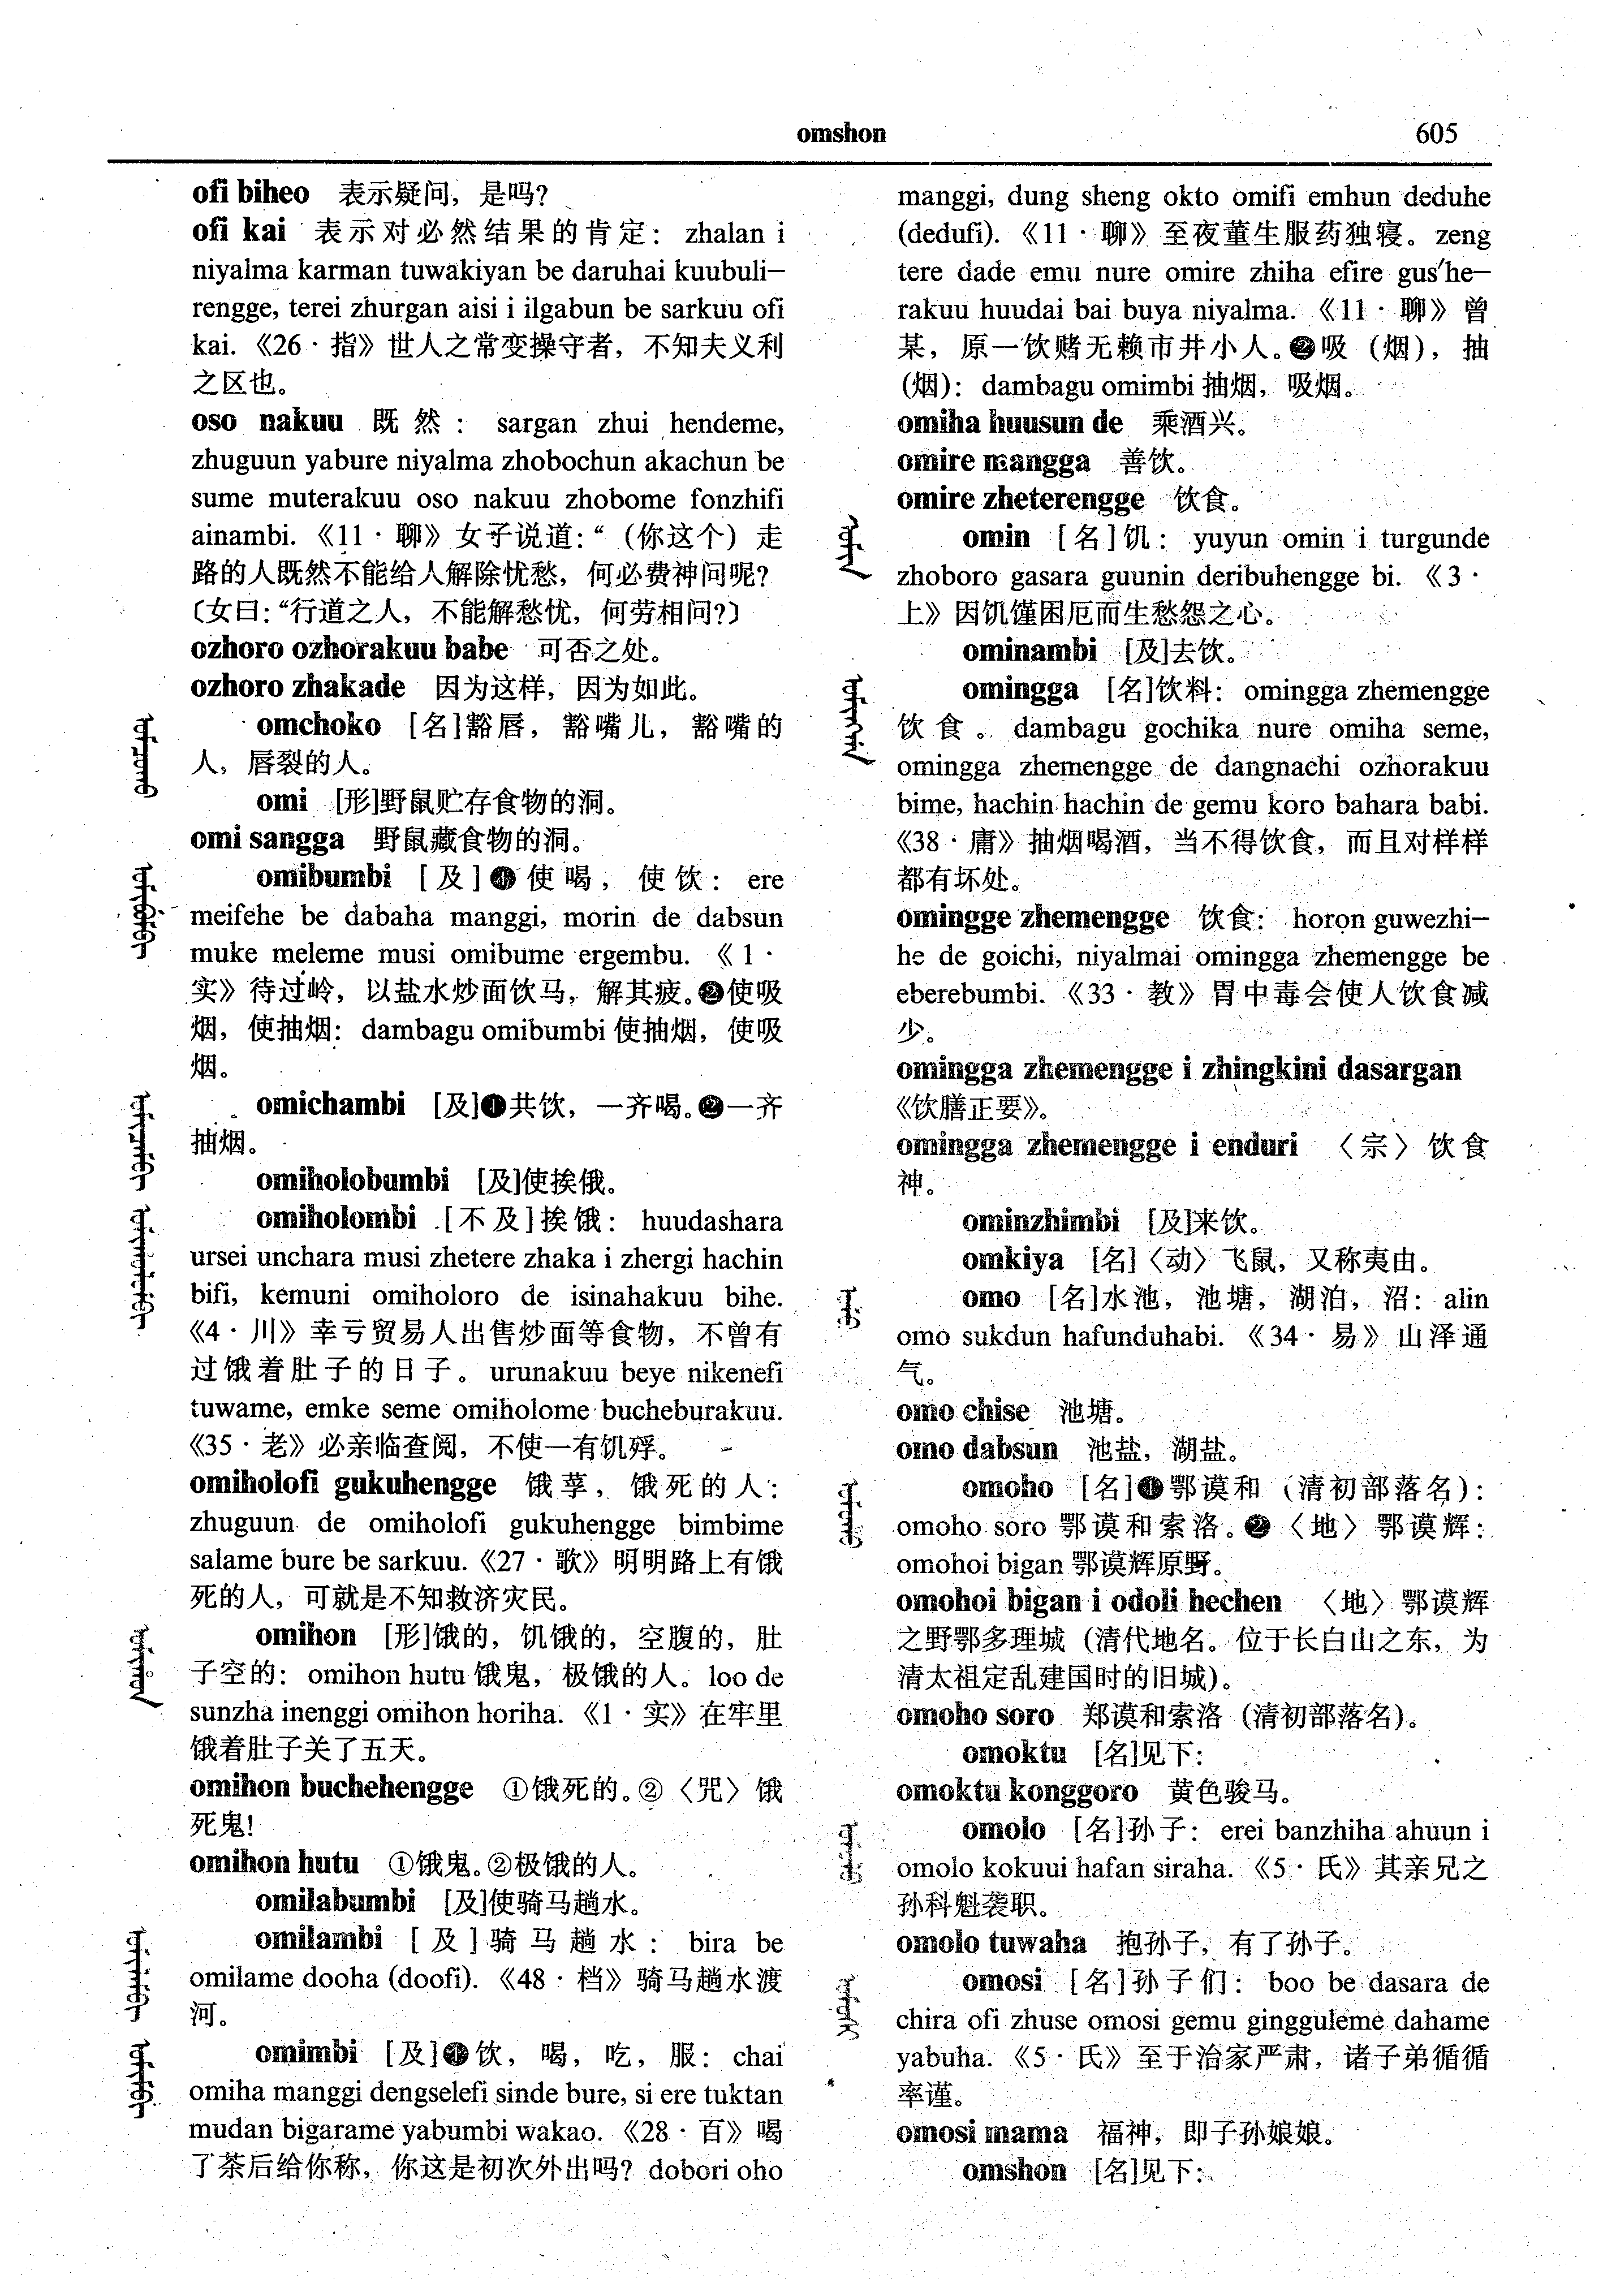 omshon
605
ofi biheo 表示疑问，是吗？
ofi kai 表示对必然结果的肯定： zhalan i
niyalma karman tuwakiyan be daruhai kuubuli–
rengge, terei zhurgan aisi i ilgabun be sarkuu ofi
kai. 《26 · 指》世人之常变操守者，不知夫义利
之区也。
oso nakuu 既然： sargan zhui hendeme,
zhuguun yabure niyalma zhobochun akachun be
sume muterakuu oso nakuu zhobome fonzhifi
ainambi. 《11 · 聊》女子说道：“（你这个）走
路的人既然不能给人解除忧愁，何必费神问呢？
〔女曰：“行道之人，不能解愁忧，何劳相问？〕
ozhoro ozhorakuu babe 可否之处。
ozhoro zhakade 因为这样，因为如此。
omchoko [名]豁唇，豁嘴儿，豁嘴的
人，唇裂的人。
omi [形]野鼠贮存食物的洞。
omi sangga 野鼠藏食物的洞。
omibumbi [及]❶使喝，使饮： ere
meifehe be dabaha manggi, morin de dabsun
muke meleme musi omibume ergembu. 《1 ·
实》待过岭，以盐水炒面饮马，解其疲。❷使吸
烟，使抽烟： dambagu omibumbi 使抽烟，使吸
烟。
omichambi [及]❶共饮，一齐喝。❷一齐
抽烟。
omiholobumbi [及]使挨俄。
omiholombi [不及]挨饿： huudashara
ursei unchara musi zhetere zhaka i zhergi hachin
bifi, kemuni omiholoro de isinahakuu bihe.
《4 · 川》幸亏贸易人出售炒面等食物，不曾有
过饿着肚子的日子。urunakuu beye nikenefi
tuwame, emke seme omiholome bucheburakuu.
《35 · 老》必亲临查阅，不使一有饥殍。
omiholofi gukuhengge 饿莩，饿死的人：
zhuguun de omiholofi gukuhengge bimbime
salame bure be sarkuu. 《27 · 歌》明明路上有饿
死的人，可就是不知救济灾民。
omihon [形]饿的，饥饿的，空腹的，肚
子空的： omihon hutu 饿鬼，极饿的人。loo de
sunzha inenggi omihon horiha. 《1 · 实》在牢里
饿着肚子关了五天。
omihon buchehengge ①饿死的。②〈咒〉饿
死鬼！
omihon hutu ①饿鬼。②极饿的人。
omilabumbi [及]使骑马趟水。
omilambi [及]骑马趟水： bira be
omilame dooha (doofi). 《48 · 档》骑马趟水渡
河。
omimbi [及]❶饮，喝，吃，服： chai
omiha manggi dengselefi sinde bure, si ere tuktan
mudan bigarame yabumbi wakao. 《28 · 百》喝
了茶后给你称，你这是初次外出吗？ dobori oho
manggi, dung sheng okto omifi emhun deduhe
(dedufi). 《11 · 聊》至夜董生服药独寝。zeng
tere dade emu nure omire zhiha efire gus'he–
rakuu huudai bai buya niyalma. 《11 · 聊》曾
某，原一饮赌无赖市井小人。❷吸（烟），抽
（烟）： dambagu omimbi 抽烟，吸烟。
omiha huusun de 乘酒兴。
omire mangga 善饮。
omire zheterengge 饮食。
omin [名]饥： yuyun omin i turgunde
zhoboro gasara guunin deribuhengge bi. 《3 ·
上》因饥馑困厄而生愁怨之心。
ominambi [及]去饮。
omingga [名]饮料： omingga zhemengge
饮食。dambagu gochika nure omiha seme,
omingga zhemengge de dangnachi ozhorakuu
bime, hachin hachin de gemu koro bahara babi.
《38 · 庸》抽烟喝酒，当不得饮食，而且对样样
都有坏处。
omingge zhemengge 饮食： horon guwezhi–
he de goichi, niyalmai omingga zhemengge be
eberebumbi. 《33 · 教》胃中毒会使人饮食减
少。
omingga zhemengge i zhingkini dasargan
《饮膳正要》。
omingga zhemengge i enduri 〈宗〉饮食
神。
ominzhimbi [及]来饮。
omkiya [名]〈动〉飞鼠，又称夷由。
omo [名]水池，池塘，湖泊，沼： alin
omo sukdun hafunduhabi. 《34 · 易》山泽通
气。
omo chise 池塘。
omo dabsun 池盐，湖盐。
omoho [名]❶鄂谟和（清初部落名）：
omoho soro 鄂谟和索洛。❷〈地〉鄂谟辉：
omohoi bigan 鄂谟辉原野。
omohoi bigan i odoli hechen 〈地〉鄂谟辉
之野鄂多理城（清代地名。位于长白山之东，为
清太祖定乱建国时的旧城）。
omoho soro 郑谟和索洛（清初部落名）。
omoktu [名]见下：
omoktu konggoro 黄色骏马。
omolo [名]孙子： erei banzhiha ahuun i
omolo kokuui hafan siraha. 《5 · 氏》其亲兄之
孙科魁袭职。
omolo tuwaha 抱孙子，有了孙子。
omosi [名]孙子们： boo be dasara de
chira ofi zhuse omosi gemu gingguleme dahame
yabuha. 《5 · 氏》至于治家严肃，诸子弟循循
率谨。
omosi mama 福神，即子孙娘娘。
omshon [名]见下：